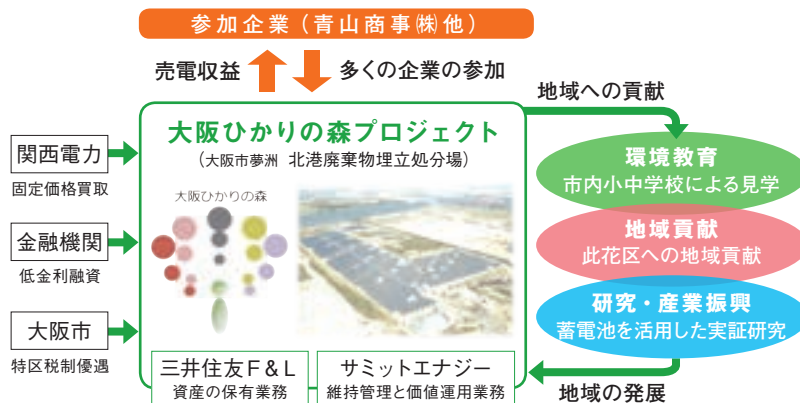 参加企業（青山商事㈱他）
売電収益
多くの企業の参加
地域への貢献
大阪ひかりの森プロジェクト
（大阪市夢洲 北港廃棄物埋立処分場）
関西電力
固定価格買取
金融機関
低金利融資
大阪市
特区税制優遇
大阪ひかりの森
環境教育
市内小中学校による見学
地域貢献
此花区への地域貢献
研究・産業振興
蓄電池を活用した実証研究
三井住友F＆L
資産の保有業務
サミットエナジー
維持管理と価値運用業務
地域の発展